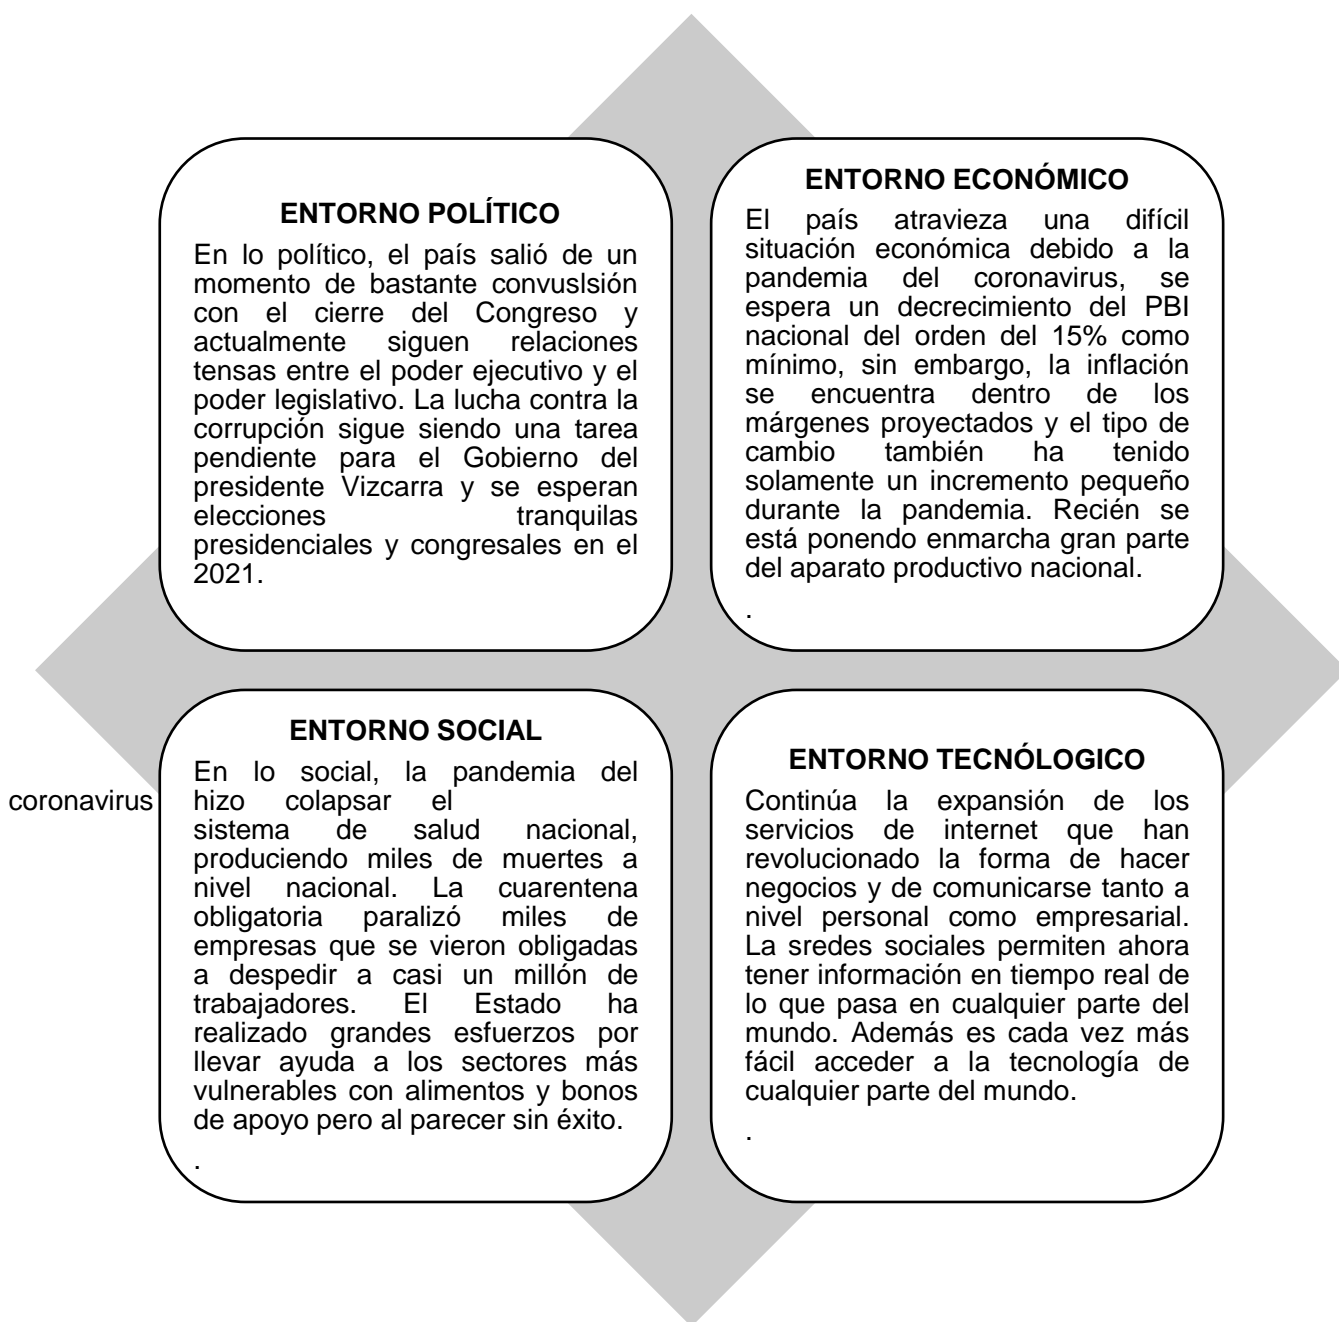 ENTORNO POLÍTICO
En lo político, el país salió de un
momento de bastante convuslsión
con el cierre del Congreso y
actualmente siguen relaciones
tensas entre el poder ejecutivo y el
poder legislativo. La lucha contra la
corrupción sigue siendo una tarea
pendiente para el Gobierno del
presidente Vizcarra y se esperan
elecciones tranquilas
presidenciales y congresales en el
2021.
ENTORNO ECONÓMICO
El país atravieza una difícil
situación económica debido a la
pandemia del coronavirus, se
espera un decrecimiento del PBI
nacional del orden del 15% como
mínimo, sin embargo, la inflación
se encuentra dentro de los
márgenes proyectados y el tipo de
cambio también ha tenido
solamente un incremento pequeño
durante la pandemia. Recién se
está ponendo enmarcha gran parte
del aparato productivo nacional.
.
ENTORNO SOCIAL
En lo social, la pandemia del
coronavirus hizo colapsar el
sistema de salud nacional,
produciendo miles de muertes a
nivel nacional. La cuarentena
obligatoria paralizó miles de
empresas que se vieron obligadas
a despedir a casi un millón de
trabajadores. El Estado ha
realizado grandes esfuerzos por
llevar ayuda a los sectores más
vulnerables con alimentos y bonos
de apoyo pero al parecer sin éxito.
.
ENTORNO TECNÓLOGICO
Continúa la expansión de los
servicios de internet que han
revolucionado la forma de hacer
negocios y de comunicarse tanto a
nivel personal como empresarial.
La sredes sociales permiten ahora
tener información en tiempo real de
lo que pasa en cualquier parte del
mundo. Además es cada vez más
fácil acceder a la tecnología de
cualquier parte del mundo.
.